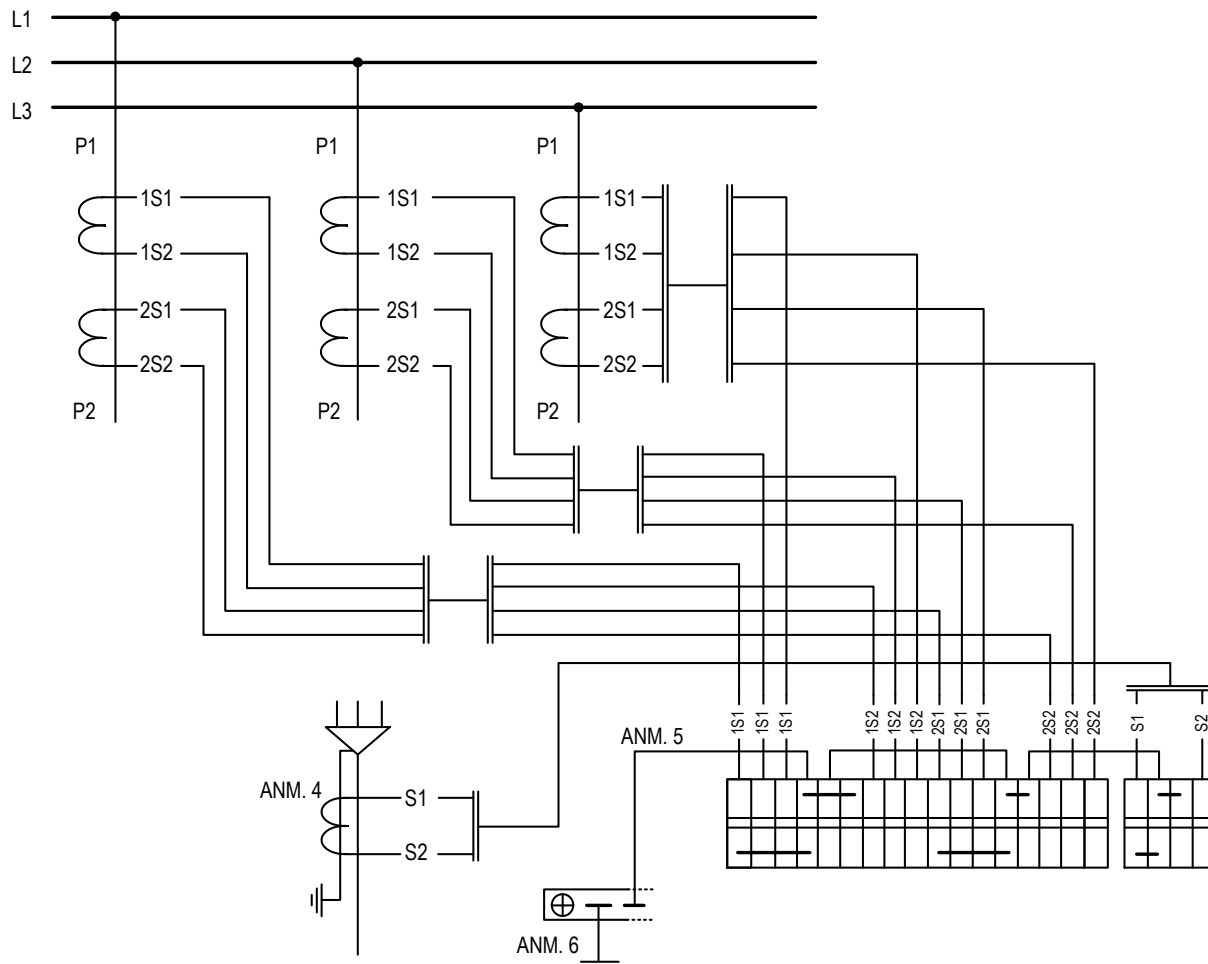 L1
L2
L3
P1 P1 P1
1S1 1S1 1S1
1S2 1S2 1S2
2S1 2S1 2S1
2S2 2S2 2S2
P2 P2 P2
1S1 1S1 1S1 1S2 1S2 1S2 2S1 2S1 2S1 2S2 2S2 2S2 S1 S2
ANM. 5
ANM. 4
S1
S2
ANM. 6